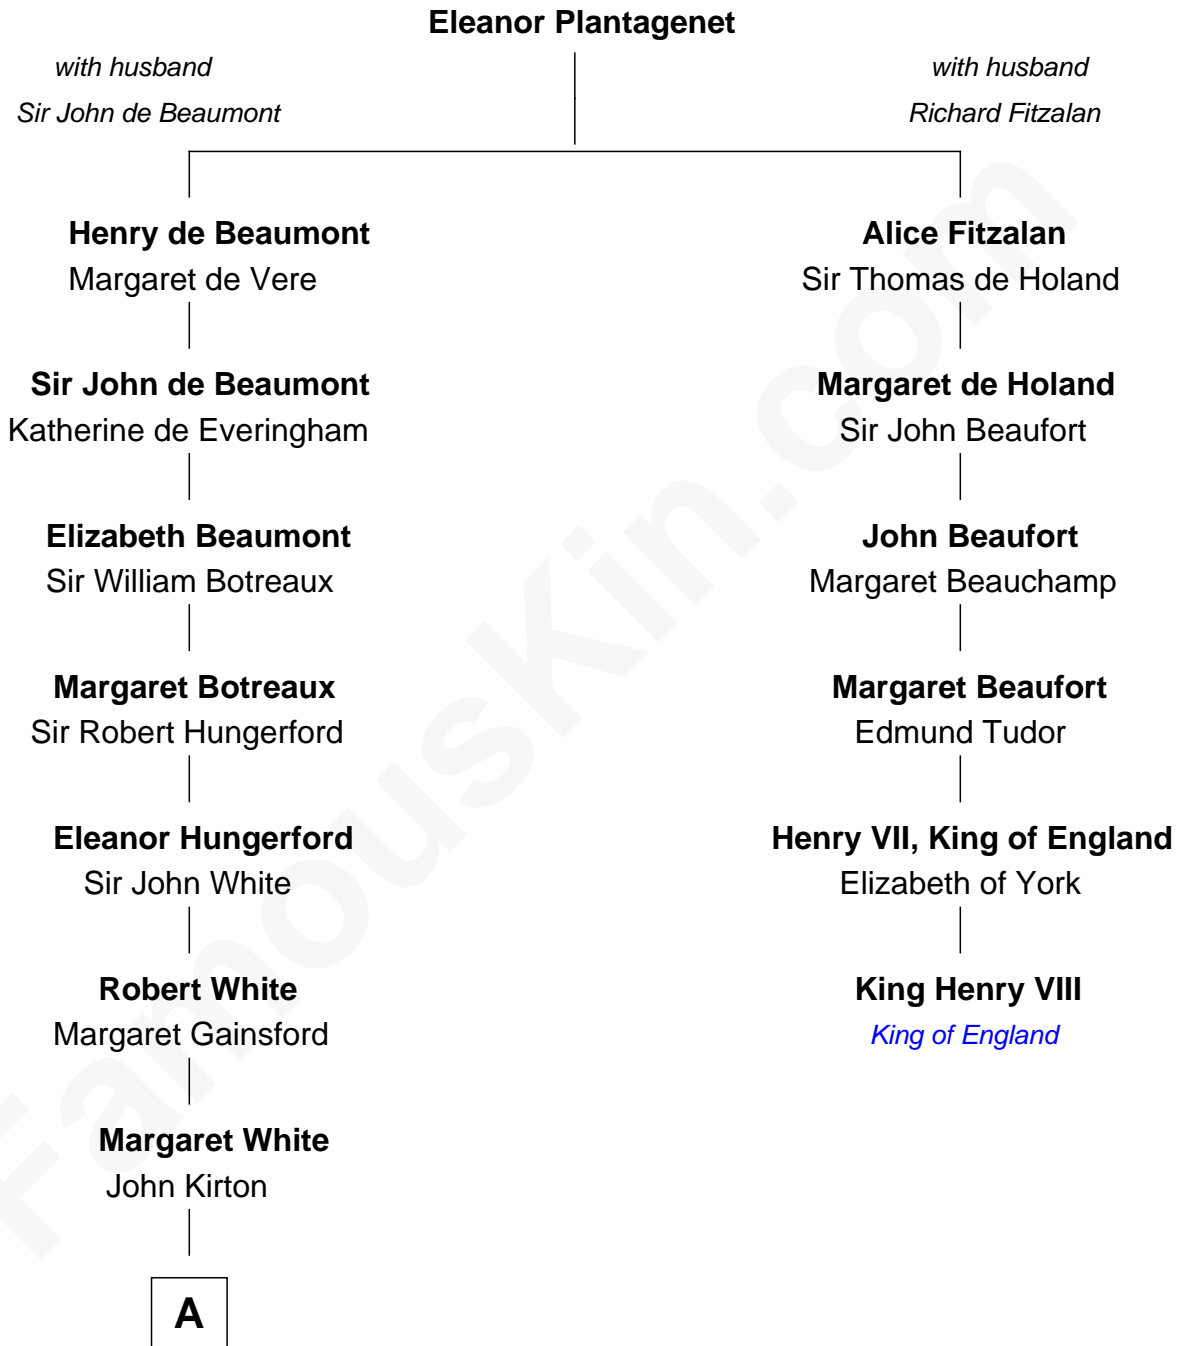 Eleanor Plantagenet
with husband
Sir John de Beaumont
with husband
Richard Fitzalan
Henry de Beaumont
Margaret de Vere
Alice Fitzalan
Sir Thomas de Holand
Sir John de Beaumont
Katherine de Everingham
Margaret de Holand
Sir John Beaufort
Elizabeth Beaumont
Sir William Botreaux
John Beaufort
Margaret Beauchamp
Margaret Botreaux
Sir Robert Hungerford
Margaret Beaufort
Edmund Tudor
Eleanor Hungerford
Sir John White
Henry VII, King of England
Elizabeth of York
Robert White
Margaret Gainsford
King Henry VIII
King of England
Margaret White
John Kirton
A
FamousKin.com